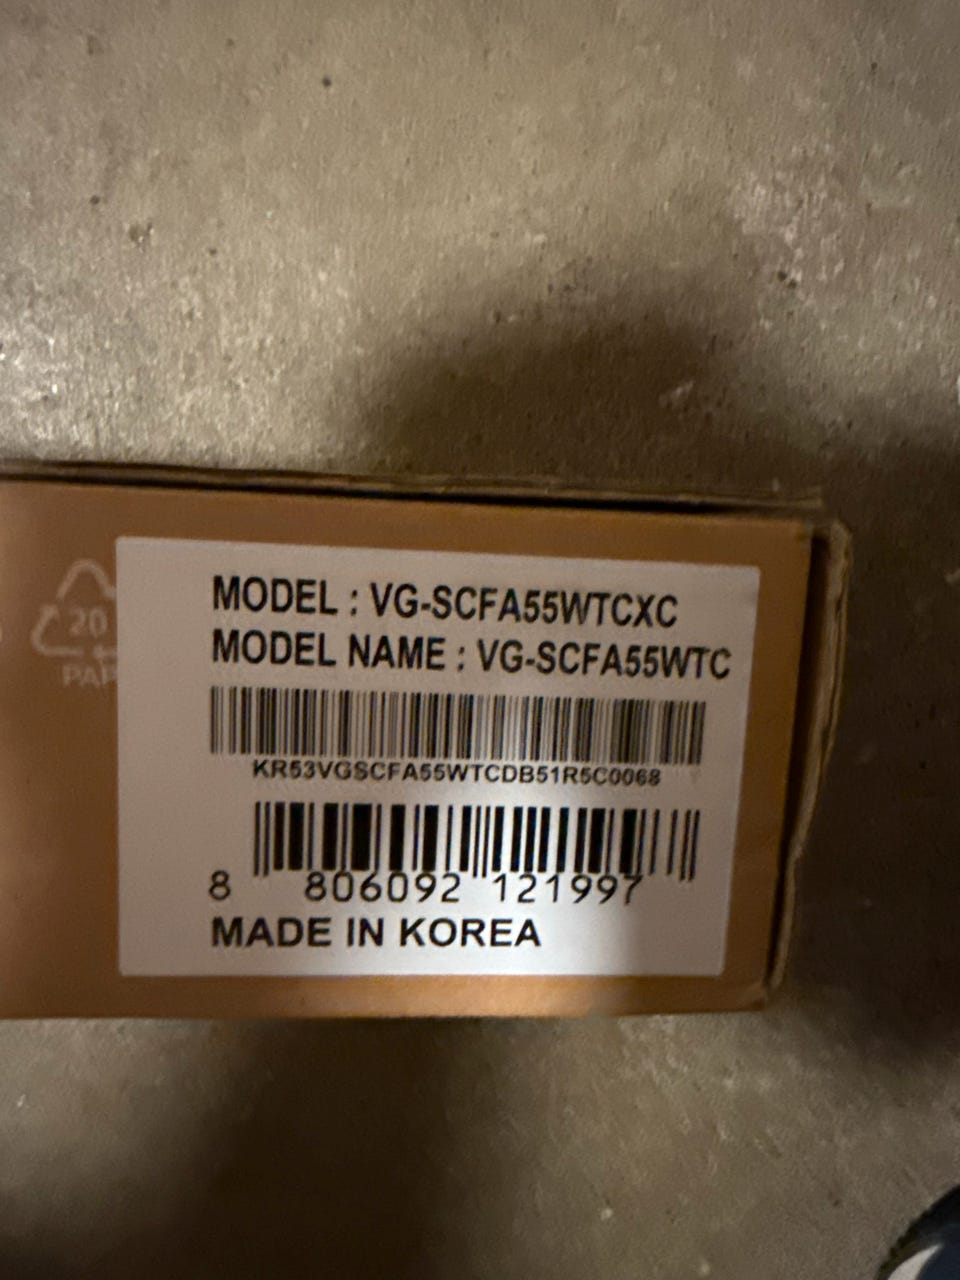 20
PAP
MODEL : VG-SCFA55WTCXC
MODEL NAME : VG-SCFA55WTC
KR53VGSCFA55WTCDB51R5C0068
8 806092 121997
MADE IN KOREA